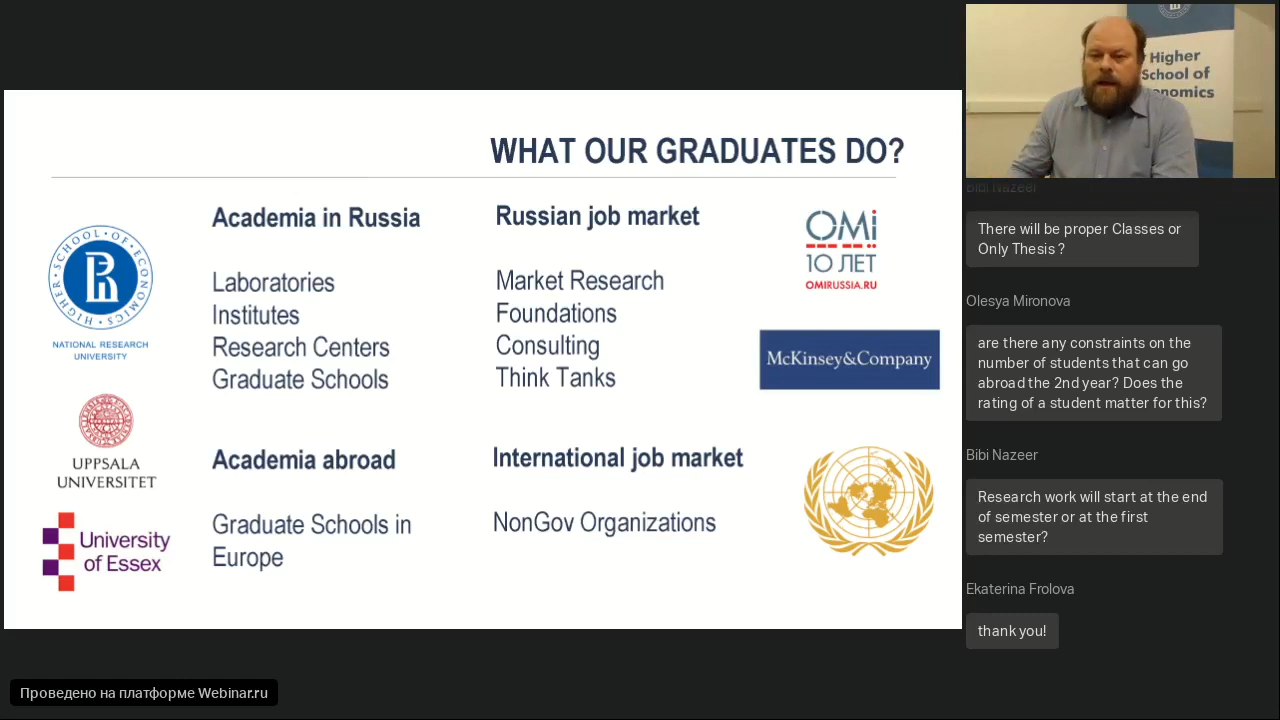 WHAT OUR GRADUATES DO?
Academia in Russia
Laboratories
Institutes
Research Centers
Graduate Schools
Russian job market
Market Research
Foundations
Consulting
Think Tanks
Academia abroad
Graduate Schools in
Europe
International job market
NonGov Organizations
HIGHER SCHOOL OF ECONOMICS
NATIONAL RESEARCH
UNIVERSITY
UPPSALA
UNIVERSITET
University
of Essex
OMi
10 ЛЕТ
OMIRUSSIA.RU
McKinsey&Company
Higher
School of
onomics
Bibi Nazeer
There will be proper Classes or
Only Thesis ?
Olesya Mironova
are there any constraints on the
number of students that can go
abroad the 2nd year? Does the
rating of a student matter for this?
Bibi Nazeer
Research work will start at the end
of semester or at the first
semester?
Ekaterina Frolova
thank you!
Проведено на платформе Webinar.ru